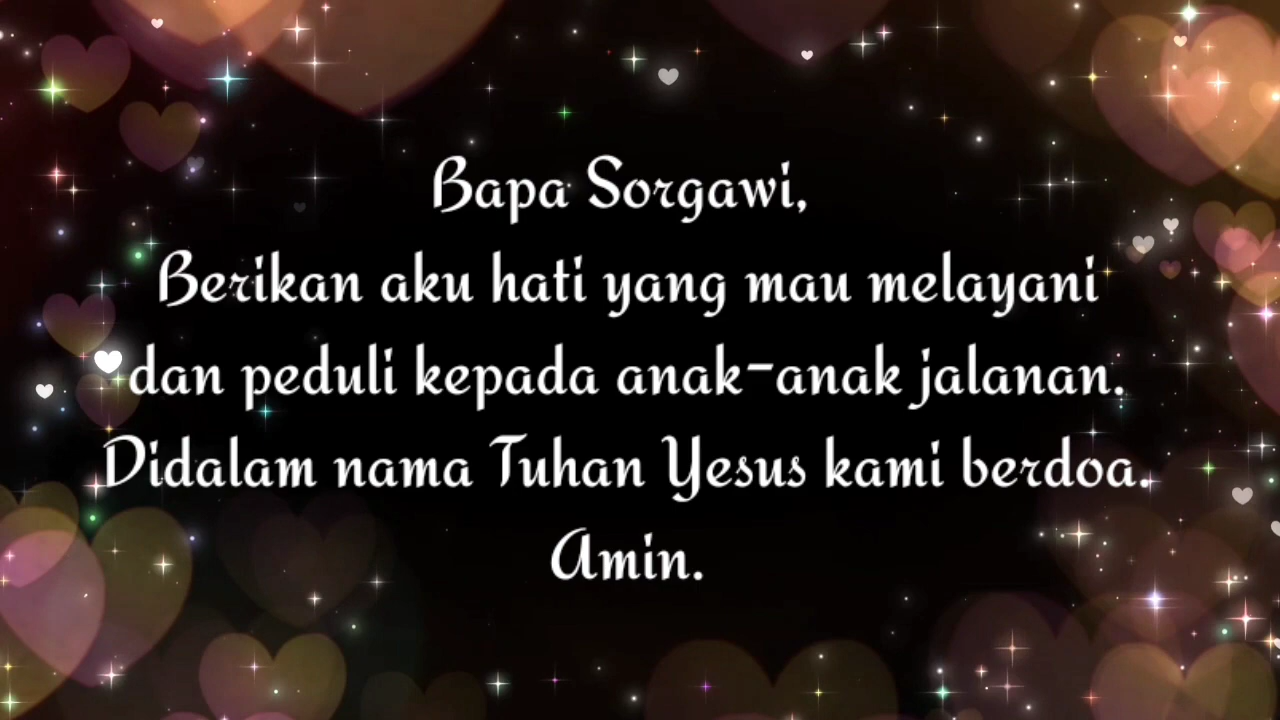 Bapa Sorgawi,
Berikan aku hati yang mau melayani
dan peduli kepada anak-anak jalanan.
Didalam nama Tuhan Yesus kami berdoa.
Amin.